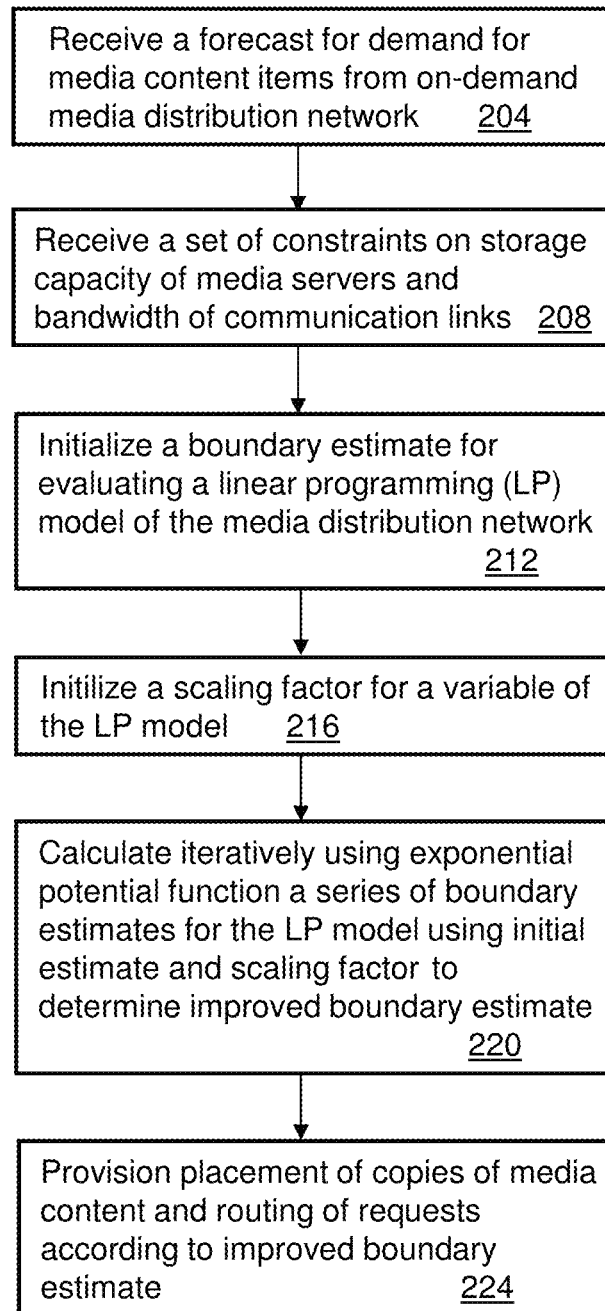 Receive a forecast for demand for
media content items from on-demand
media distribution network 204
Receive a set of constraints on storage
capacity of media servers and
bandwidth of communication links 208
Initialize a boundary estimate for
evaluating a linear programming (LP)
model of the media distribution network
212
Initilize a scaling factor for a variable of
the LP model 216
Calculate iteratively using exponential
potential function a series of boundary
estimates for the LP model using initial
estimate and scaling factor to
determine improved boundary estimate
220
Provision placement of copies of media
content and routing of requests
according to improved boundary
estimate 224